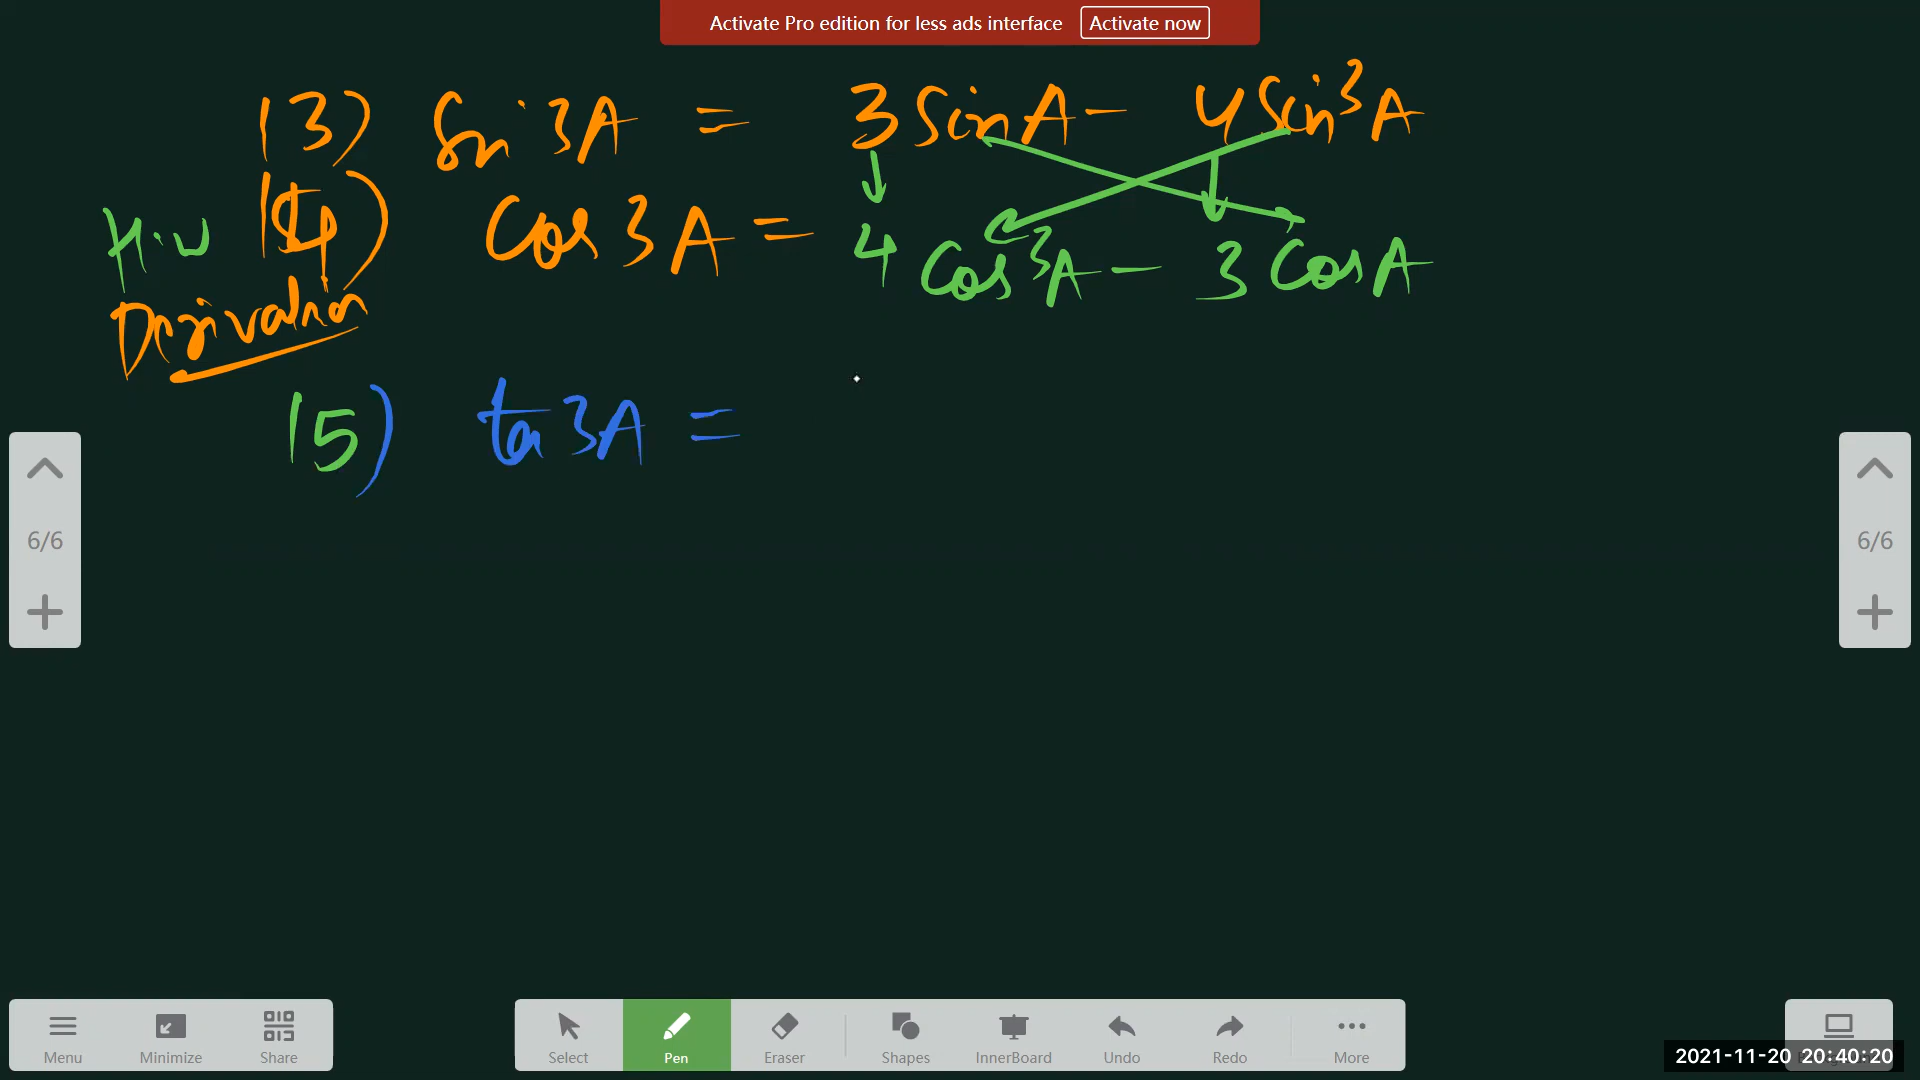 Activate Pro edition for less ads interface Activate now
13) Sin 3A = 3 Sin A - 4 Sin³A
H.W 14) Cos 3A = 4 Cos³A - 3 Cos A
Derivation
15) tan 3A =
6/6 6/6
Menu Minimize Share Select Pen Eraser Shapes InnerBoard Undo Redo More
2021-11-20 20:40:20